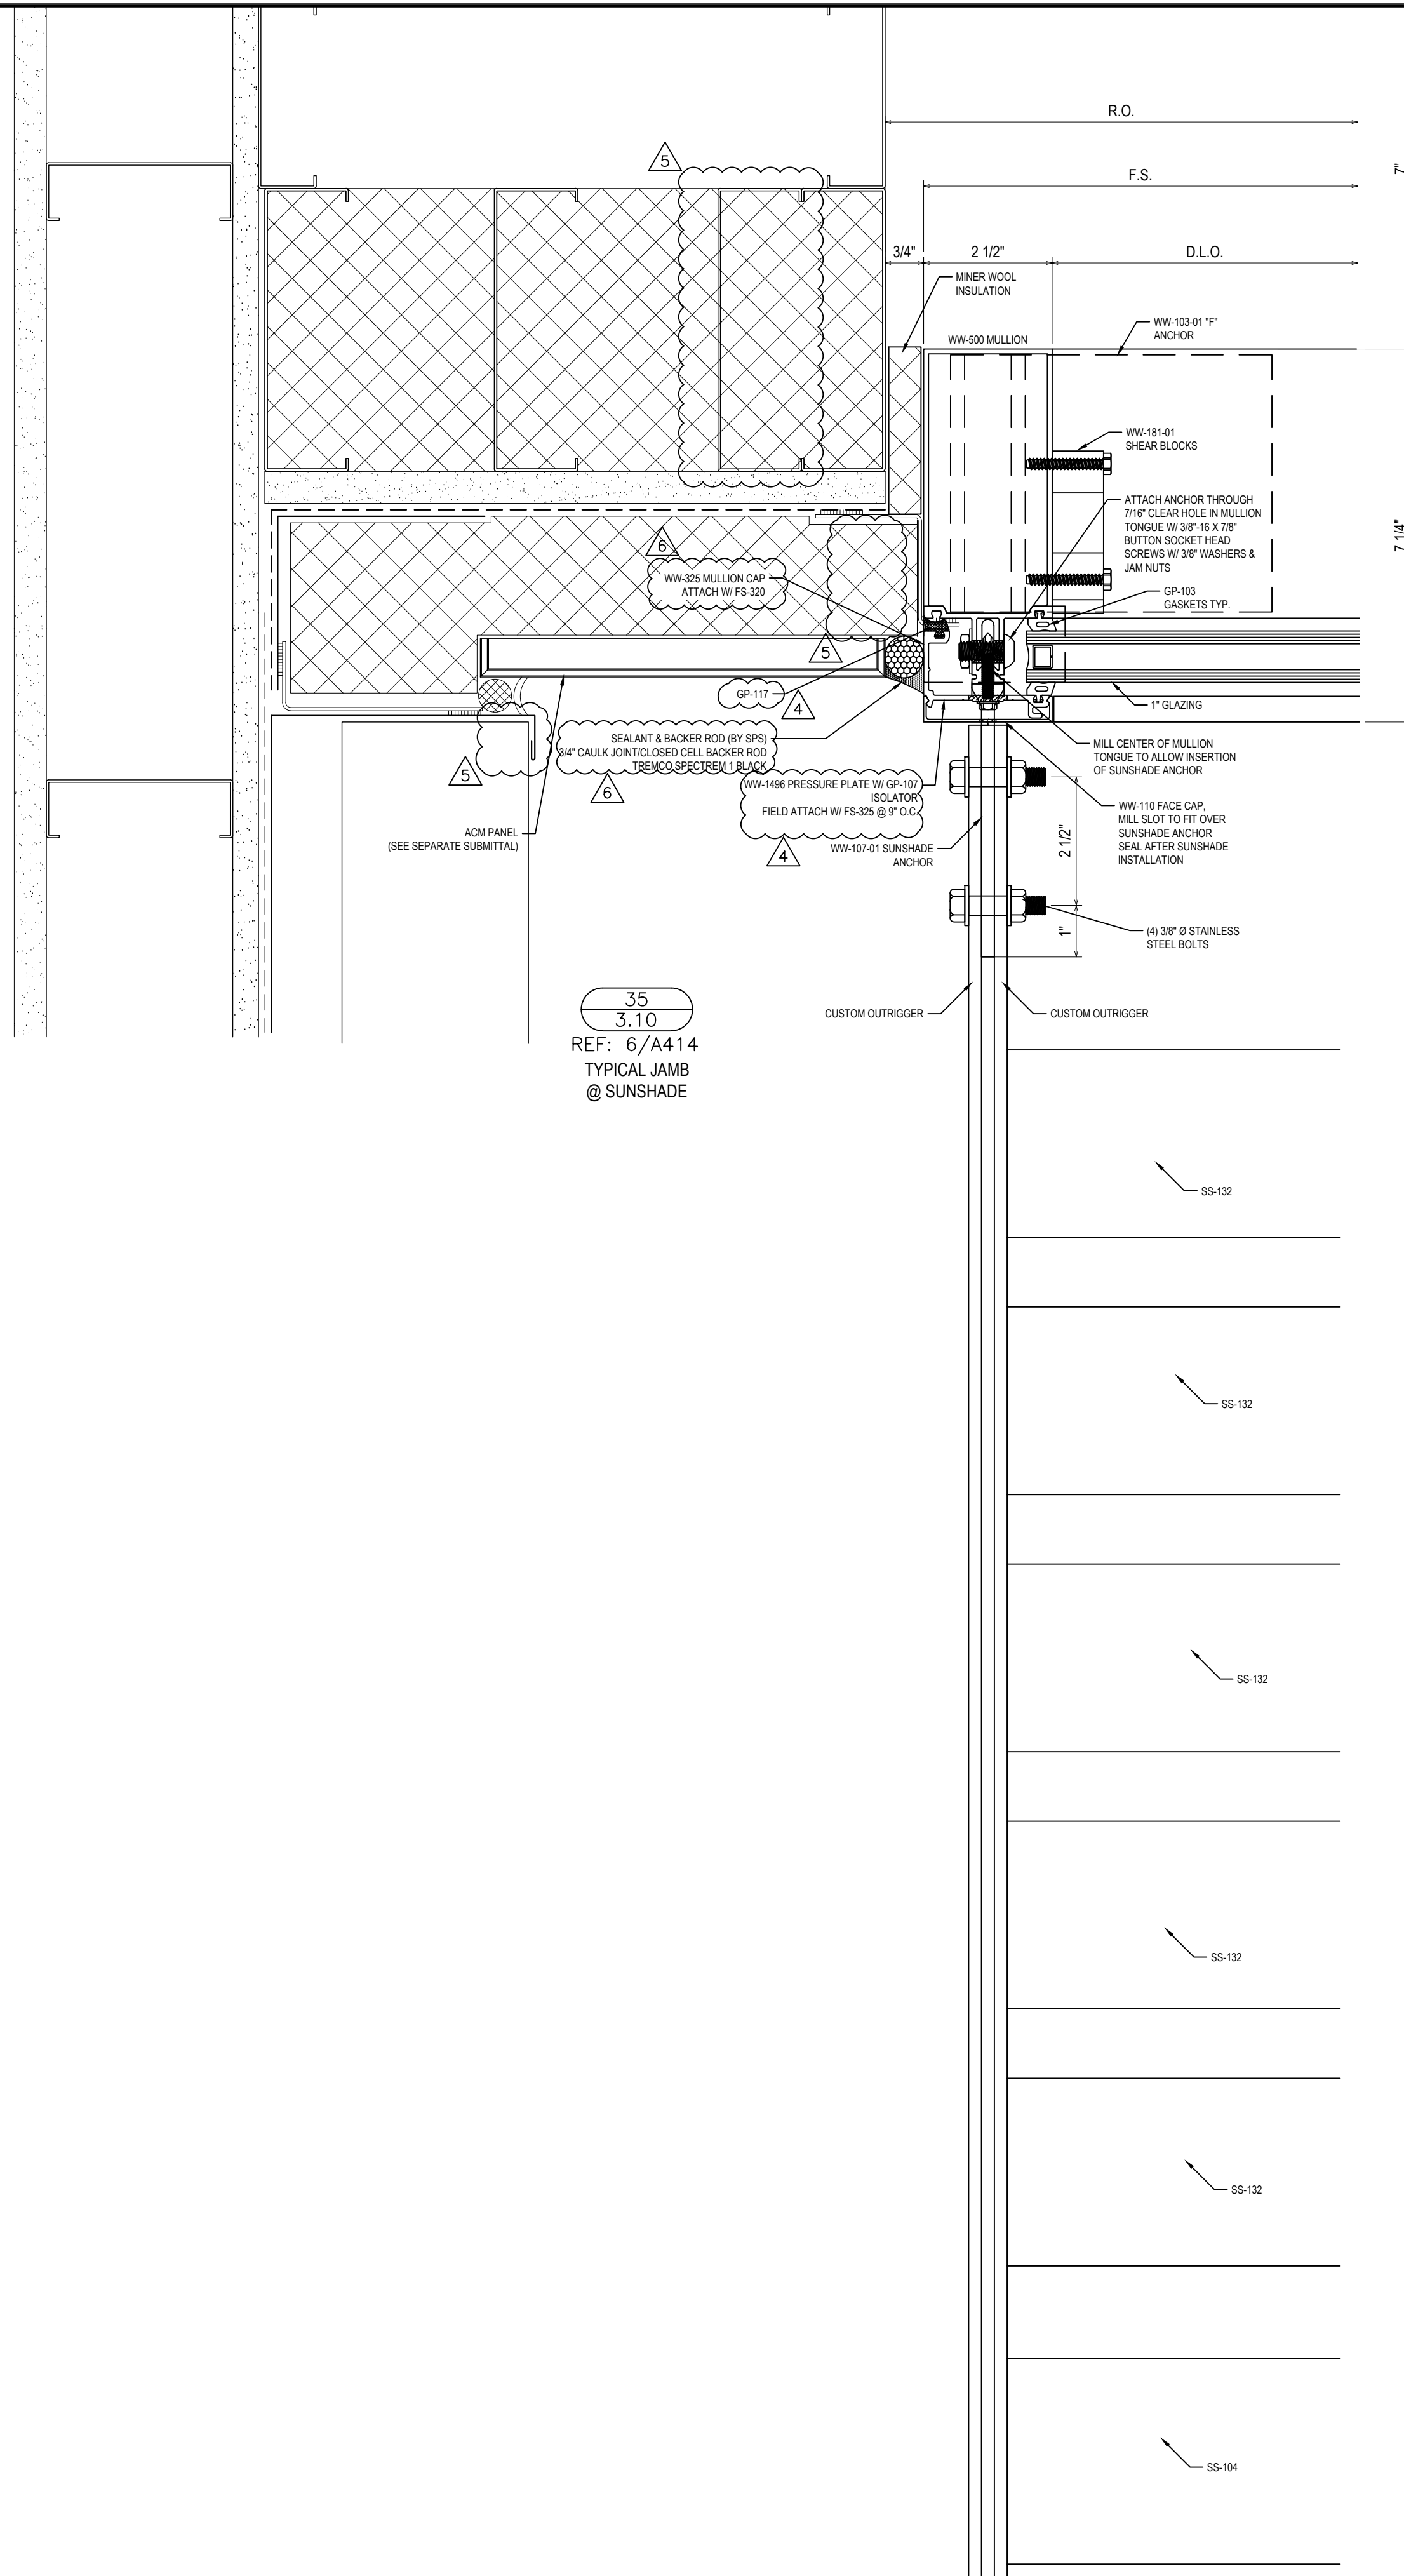 R.O.
7"
5
F.S.
3/4"
2 1/2"
D.L.O.
MINER WOOL
INSULATION
WW-103-01 "F"
ANCHOR
WW-500 MULLION
WW-181-01
SHEAR BLOCKS
ATTACH ANCHOR THROUGH
7/16" CLEAR HOLE IN MULLION
TONGUE W/ 3/8"-16 X 7/8"
BUTTON SOCKET HEAD
SCREWS W/ 3/8" WASHERS &
JAM NUTS
7 1/4"
6
WW-325 MULLION CAP
ATTACH W/ FS-320
GP-103
GASKETS TYP.
5
GP-117
4
1" GLAZING
SEALANT & BACKER ROD (BY SPS)
3/4" CAULK JOINT/CLOSED CELL BACKER ROD
TREMCO SPECTREM 1 BLACK
5
6
MILL CENTER OF MULLION
TONGUE TO ALLOW INSERTION
OF SUNSHADE ANCHOR
WW-1496 PRESSURE PLATE W/ GP-107
ISOLATOR
FIELD ATTACH W/ FS-325 @ 9" O.C.
4
WW-110 FACE CAP,
MILL SLOT TO FIT OVER
SUNSHADE ANCHOR
SEAL AFTER SUNSHADE
INSTALLATION
ACM PANEL
(SEE SEPARATE SUBMITTAL)
WW-107-01 SUNSHADE
ANCHOR
2 1/2"
1"
(4) 3/8" Ø STAINLESS
STEEL BOLTS
CUSTOM OUTRIGGER
CUSTOM OUTRIGGER
35
3.10
REF: 6/A414
TYPICAL JAMB
@ SUNSHADE
SS-132
SS-132
SS-132
SS-132
SS-132
SS-104